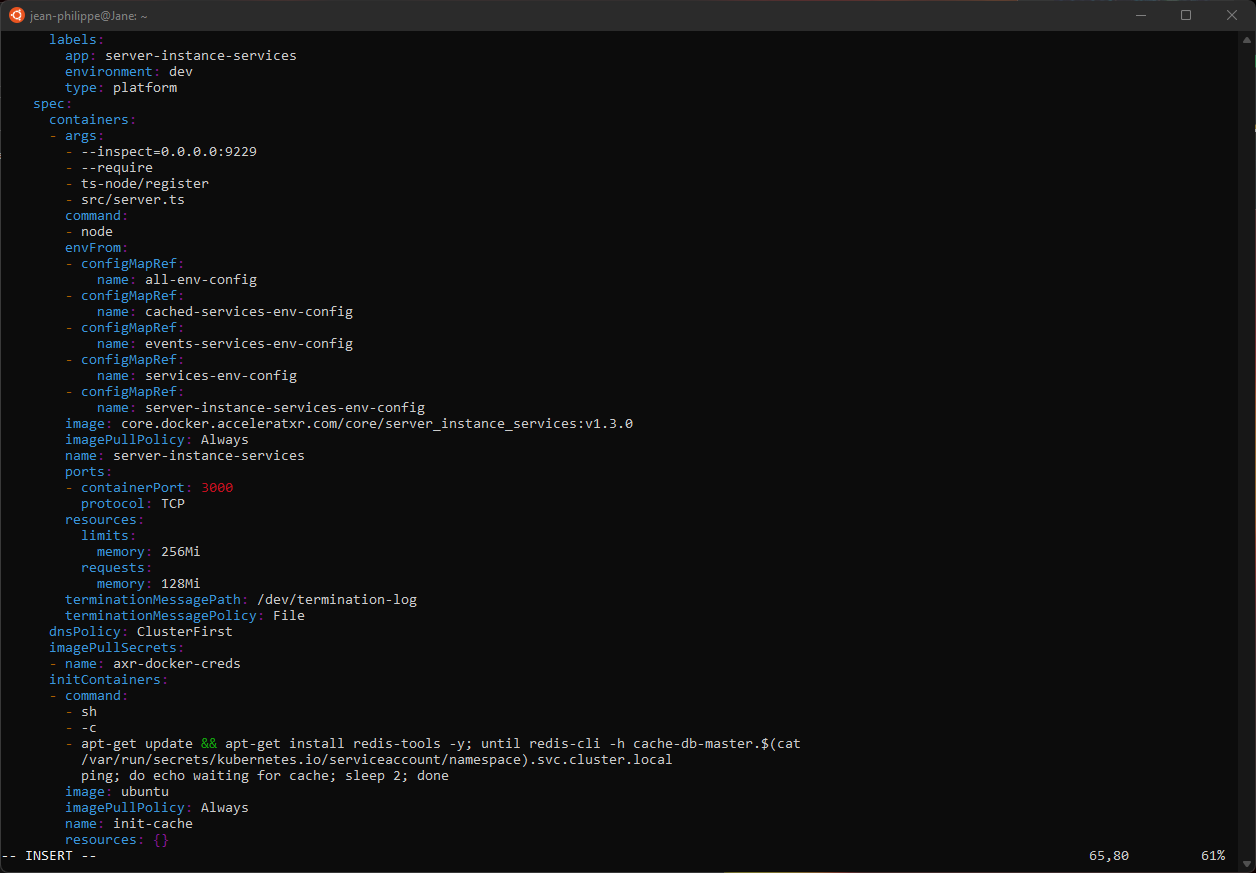 jean-philippe@Jane: ~
labels:
app: server-instance-services
environment: dev
type: platform
spec:
containers:
- args:
- --inspect=0.0.0.0:9229
- --require
- ts-node/register
- src/server.ts
command:
- node
envFrom:
- configMapRef:
name: all-env-config
- configMapRef:
name: cached-services-env-config
- configMapRef:
name: events-services-env-config
- configMapRef:
name: services-env-config
- configMapRef:
name: server-instance-services-env-config
image: core.docker.acceleratxr.com/core/server_instance_services:v1.3.0
imagePullPolicy: Always
name: server-instance-services
ports:
- containerPort: 3000
protocol: TCP
resources:
limits:
memory: 256Mi
requests:
memory: 128Mi
terminationMessagePath: /dev/termination-log
terminationMessagePolicy: File
dnsPolicy: ClusterFirst
imagePullSecrets:
- name: axr-docker-creds
initContainers:
- command:
- sh
- -c
- apt-get update && apt-get install redis-tools -y; until redis-cli -h cache-db-master.$(cat
/var/run/secrets/kubernetes.io/serviceaccount/namespace).svc.cluster.local
ping; do echo waiting for cache; sleep 2; done
image: ubuntu
imagePullPolicy: Always
name: init-cache
resources: {}
-- INSERT -- 65,80 61%